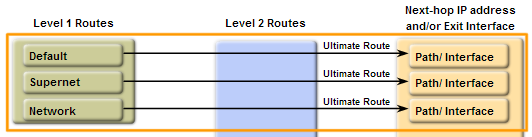 Level 1 Routes
Level 2 Routes
Next-hop IP address
and/or Exit Interface
Default
Ultimate Route
Path/ Interface
Supernet
Ultimate Route
Path/ Interface
Network
Ultimate Route
Path/ Interface